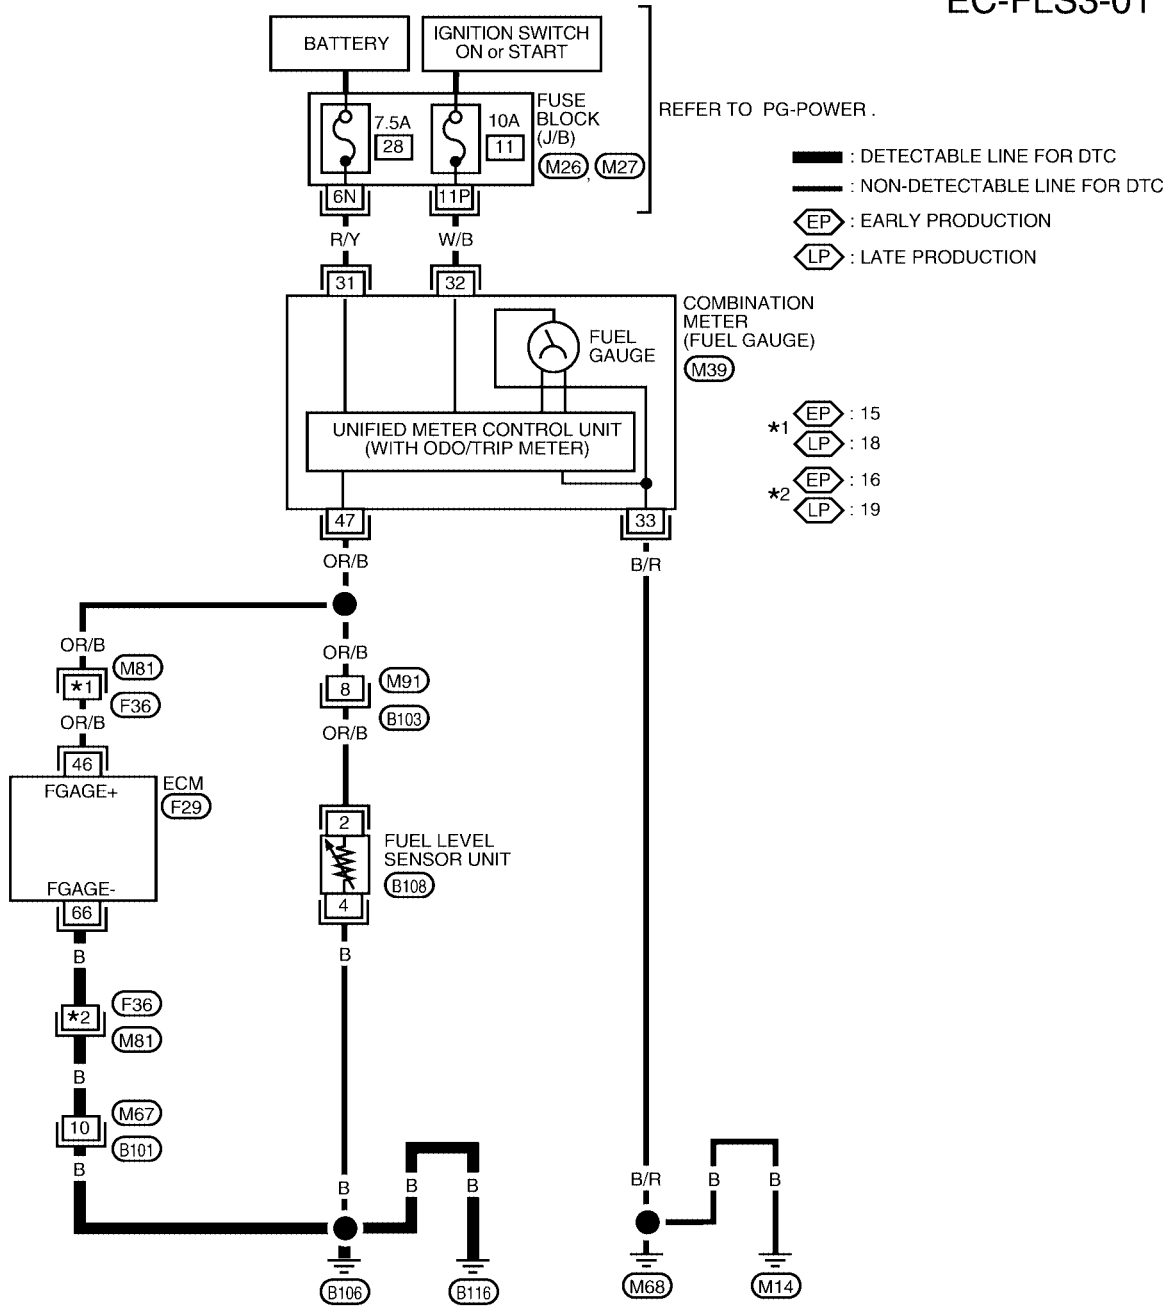 EC-FLS3-01
BATTERY
IGNITION SWITCH
ON or START
7.5A
28
10A
11
FUSE
BLOCK
(J/B)
M26, M27
REFER TO PG-POWER .
: DETECTABLE LINE FOR DTC
: NON-DETECTABLE LINE FOR DTC
EP : EARLY PRODUCTION
LP : LATE PRODUCTION
6N
11P
R/Y
W/B
31
32
COMBINATION
METER
(FUEL GAUGE)
M39
FUEL
GAUGE
UNIFIED METER CONTROL UNIT
(WITH ODO/TRIP METER)
*1
EP : 15
LP : 18
*2
EP : 16
LP : 19
47
33
OR/B
B/R
OR/B
M81
*1
F36
OR/B
OR/B
M91
8
B103
OR/B
46
FGAGE+
ECM
F29
FGAGE-
66
2
FUEL LEVEL
SENSOR UNIT
B108
4
B
B
F36
*2
M81
B
M67
10
B101
B
B
B
B
B/R
B
B
B106
B116
M68
M14